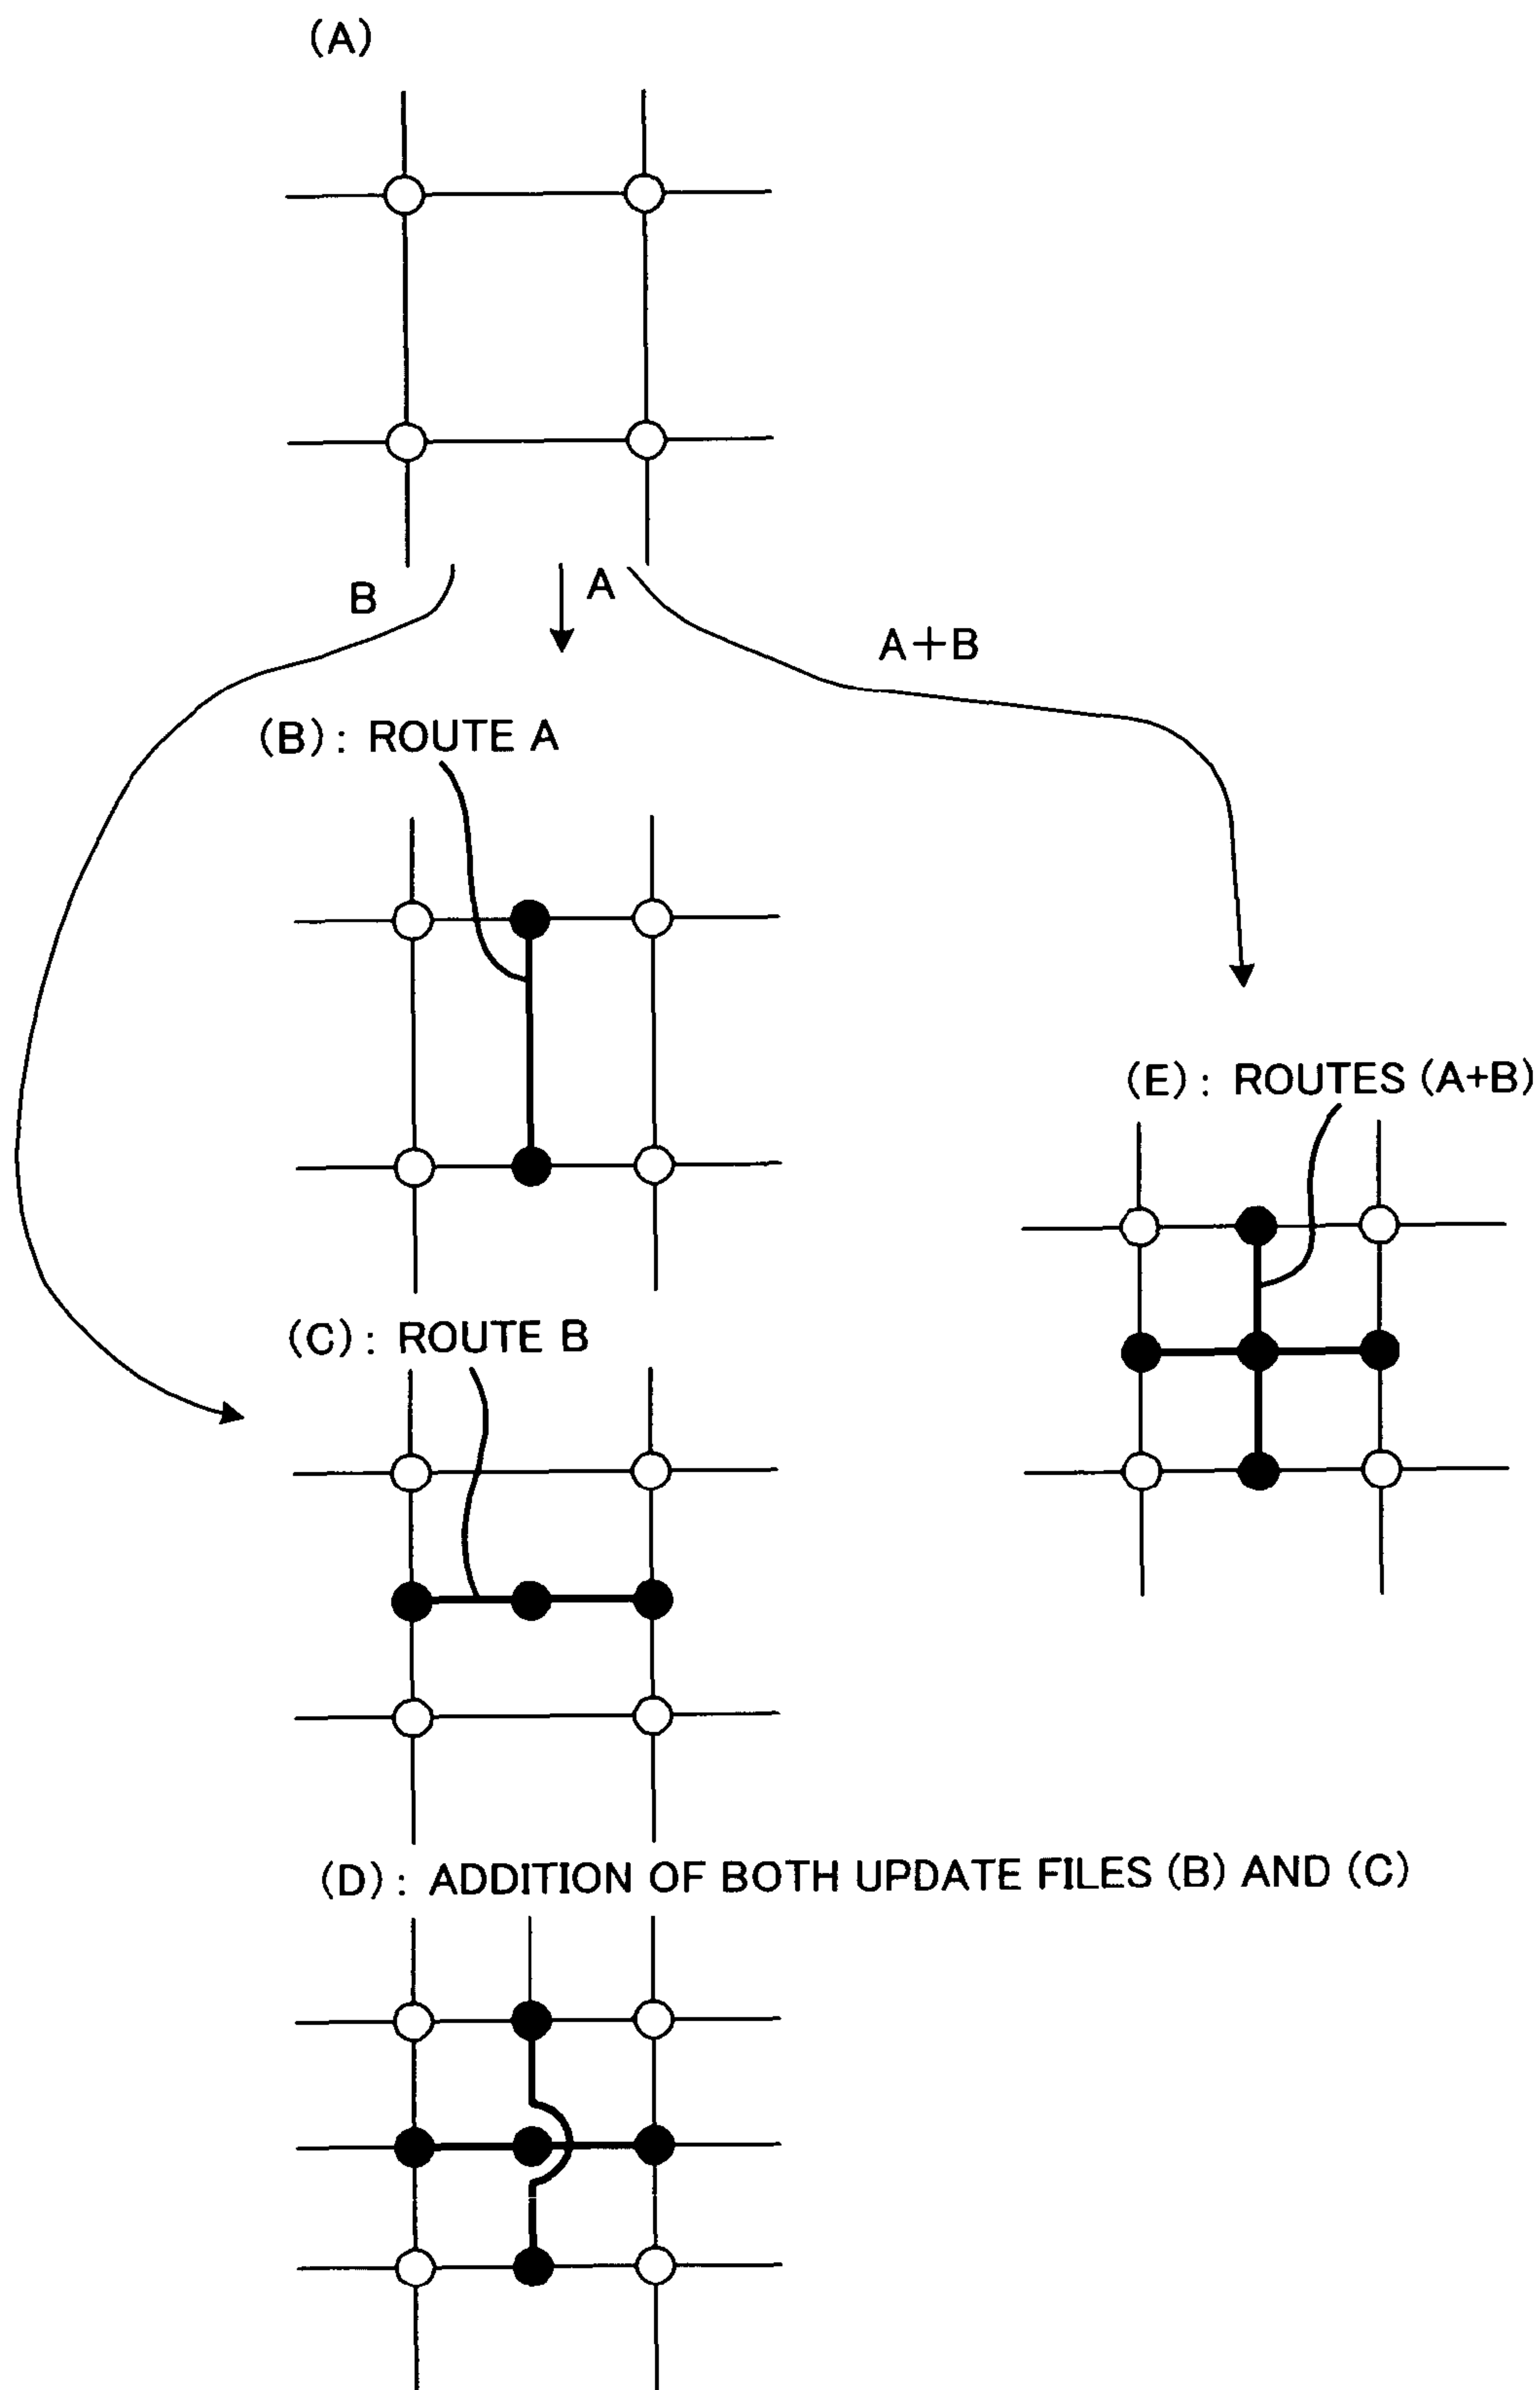 (A)
B
A
A+B
(B): ROUTE A
(E): ROUTES (A+B)
(C): ROUTE B
(D): ADDITION OF BOTH UPDATE FILES (B) AND (C)